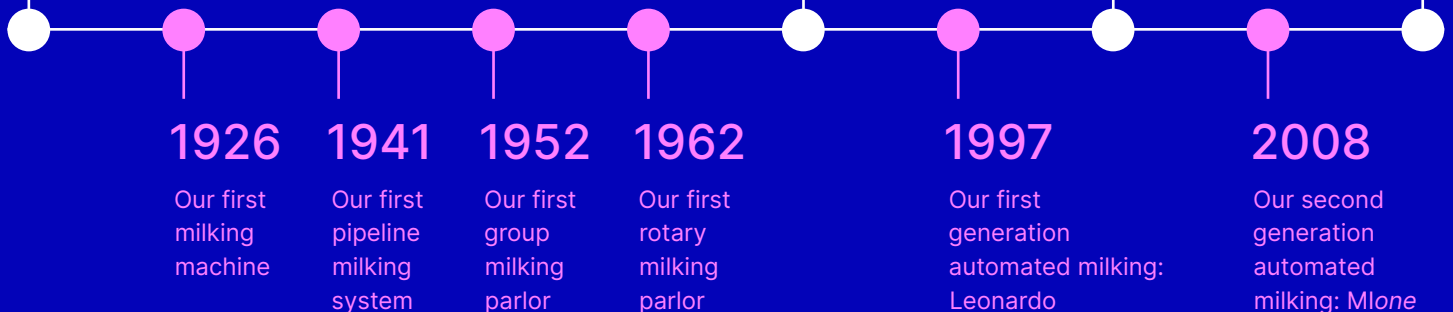 1926
Our first
milking
machine
1941
Our first
pipeline
milking
system
1952
Our first
group
milking
parlor
1962
Our first
rotary
milking
parlor
1997
Our first
generation
automated milking:
Leonardo
2008
Our second
generation
automated
milking: MIone